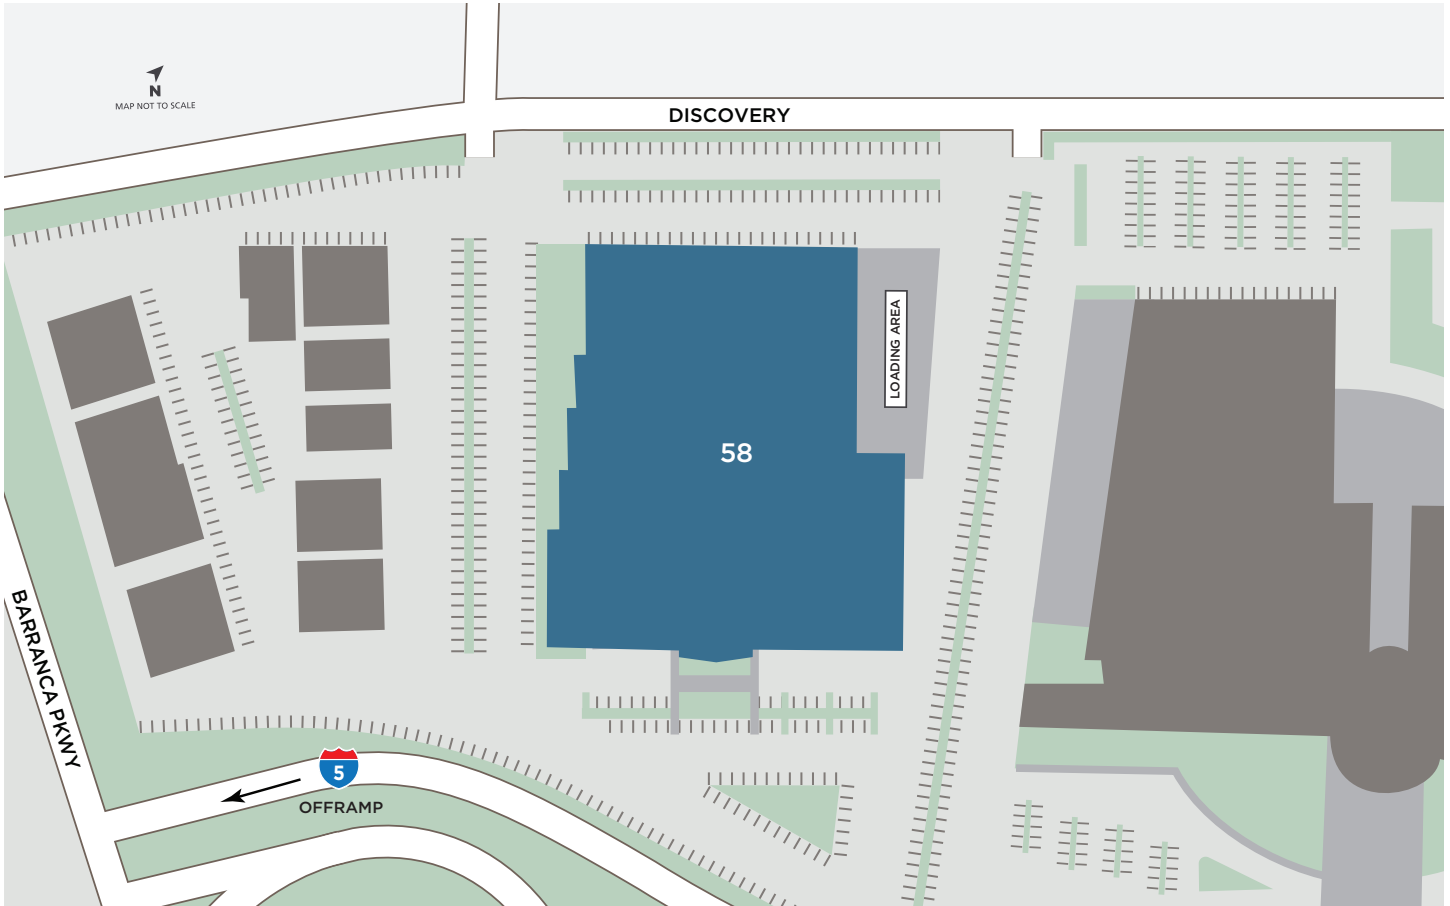 N
MAP NOT TO SCALE
DISCOVERY
LOADING AREA
58
BARRANCA PKWY
5
OFFRAMP